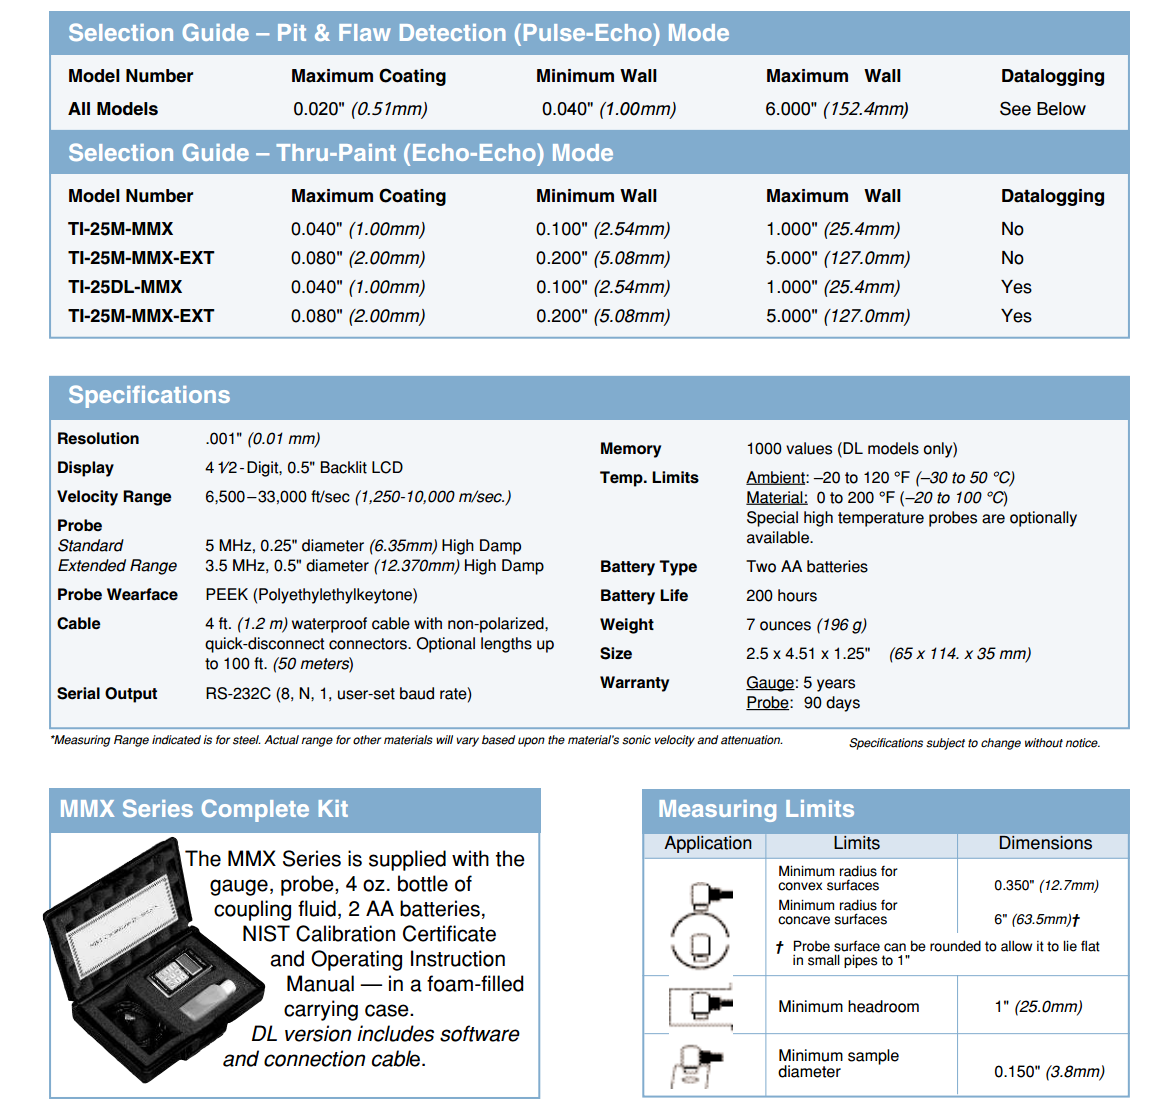 Selection Guide – Pit & Flaw Detection (Pulse-Echo) Mode
Model Number Maximum Coating Minimum Wall Maximum Wall Datalogging
All Models 0.020" (0.51mm) 0.040" (1.00mm) 6.000" (152.4mm) See Below
Selection Guide – Thru-Paint (Echo-Echo) Mode
Model Number Maximum Coating Minimum Wall Maximum Wall Datalogging
TI-25M-MMX 0.040" (1.00mm) 0.100" (2.54mm) 1.000" (25.4mm) No
TI-25M-MMX-EXT 0.080" (2.00mm) 0.200" (5.08mm) 5.000" (127.0mm) No
TI-25DL-MMX 0.040" (1.00mm) 0.100" (2.54mm) 1.000" (25.4mm) Yes
TI-25M-MMX-EXT 0.080" (2.00mm) 0.200" (5.08mm) 5.000" (127.0mm) Yes
Specifications
Resolution .001" (0.01 mm)
Display 4 1/2-Digit, 0.5" Backlit LCD
Velocity Range 6,500–33,000 ft/sec (1,250-10,000 m/sec.)
Probe
Standard 5 MHz, 0.25" diameter (6.35mm) High Damp
Extended Range 3.5 MHz, 0.5" diameter (12.370mm) High Damp
Probe Wearface PEEK (Polyethylethylkeytone)
Cable 4 ft. (1.2 m) waterproof cable with non-polarized,
quick-disconnect connectors. Optional lengths up
to 100 ft. (50 meters)
Serial Output RS-232C (8, N, 1, user-set baud rate)
Memory 1000 values (DL models only)
Temp. Limits Ambient: –20 to 120 °F (–30 to 50 °C)
Material: 0 to 200 °F (–20 to 100 °C)
Special high temperature probes are optionally
available.
Battery Type Two AA batteries
Battery Life 200 hours
Weight 7 ounces (196 g)
Size 2.5 x 4.51 x 1.25" (65 x 114. x 35 mm)
Warranty Gauge: 5 years
Probe: 90 days
*Measuring Range indicated is for steel. Actual range for other materials will vary based upon the material's sonic velocity and attenuation.
Specifications subject to change without notice.
MMX Series Complete Kit
The MMX Series is supplied with the
gauge, probe, 4 oz. bottle of
coupling fluid, 2 AA batteries,
NIST Calibration Certificate
and Operating Instruction
Manual — in a foam-filled
carrying case.
DL version includes software
and connection cable.
Measuring Limits
Application Limits Dimensions
Minimum radius for
convex surfaces 0.350" (12.7mm)
Minimum radius for
concave surfaces 6" (63.5mm)†
† Probe surface can be rounded to allow it to lie flat
in small pipes to 1"
Minimum headroom 1" (25.0mm)
Minimum sample
diameter 0.150" (3.8mm)